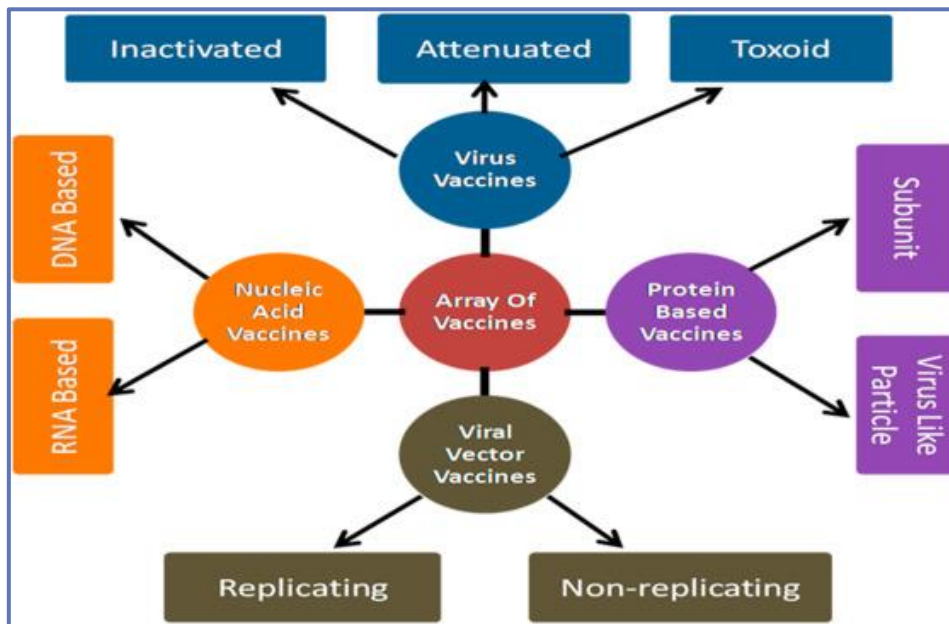 Inactivated
Attenuated
Toxoid
Virus
Vaccines
DNA Based
Subunit
Nucleic
Acid
Vaccines
Array Of
Vaccines
Protein
Based
Vaccines
RNA Based
Virus Like
Particle
Viral
Vector
Vaccines
Replicating
Non-replicating